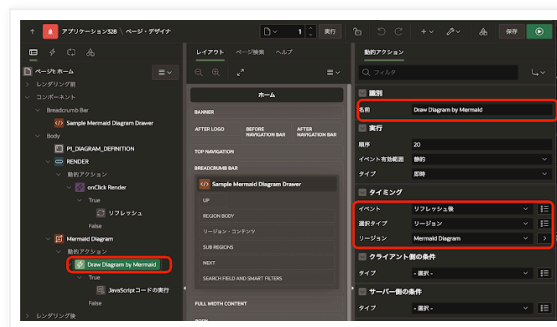 アプリケーション328 \ ページ・デザイナ
1
実行
保存
ページ1: ホーム
レンダリング前
コンポーネント
Breadcrumb Bar
Sample Mermaid Diagram Drawer
Body
P1_DIAGRAM_DEFINITION
RENDER
動的アクション
onClick Render
True
リフレッシュ
False
Mermaid Diagram
動的アクション
Draw Diagram by Mermaid
True
JavaScriptコードの実行
False
レンダリング後
レイアウト ページ検索 ヘルプ
ホーム
BANNER
AFTER LOGO
BEFORE NAVIGATION BAR
AFTER NAVIGATION BAR
TOP NAVIGATION
BREADCRUMB BAR
Sample Mermaid Diagram Drawer
UP
REGION BODY
リージョン・コンテンツ
SUB REGIONS
NEXT
SEARCH FIELD AND SMART FILTERS
FULL WIDTH CONTENT
BODY
動的アクション
フィルタ
識別
名前 Draw Diagram by Mermaid
実行
順序 20
イベント有効範囲 静的
タイプ 即時
タイミング
イベント リフレッシュ後
選択タイプ リージョン
リージョン Mermaid Diagram
クライアント側の条件
タイプ - 選択 -
サーバー側の条件
タイプ - 選択 -